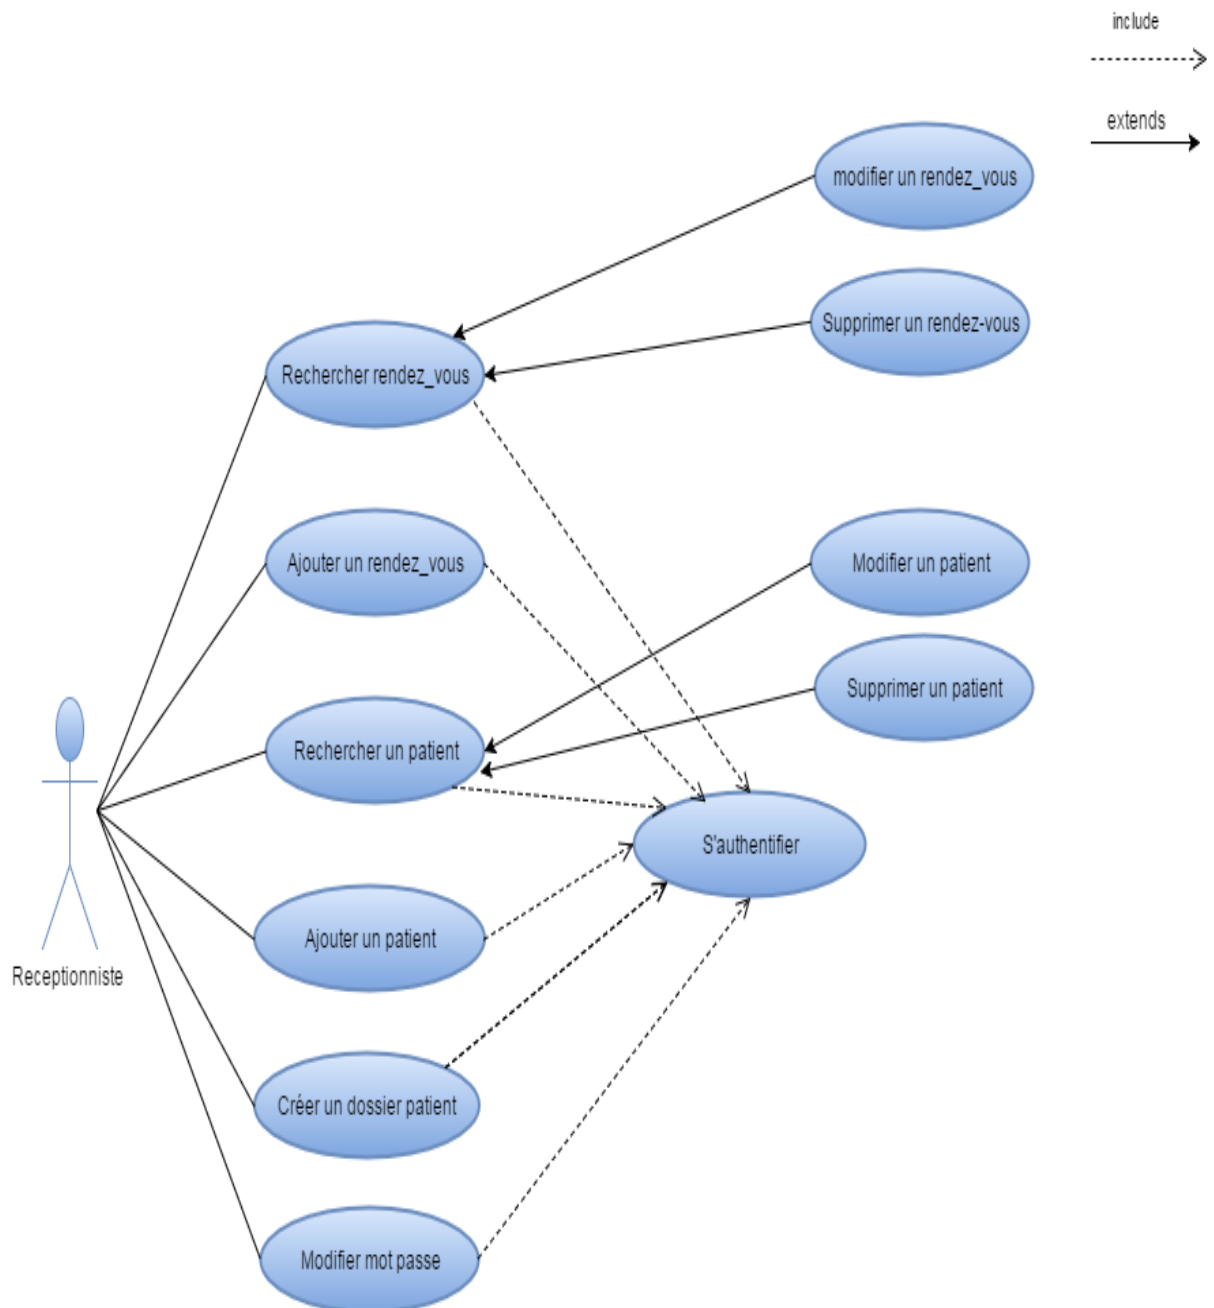 include
extends
modifier un rendez_vous
Supprimer un rendez-vous
Rechercher rendez_vous
Ajouter un rendez_vous
Modifier un patient
Supprimer un patient
Rechercher un patient
S'authentifier
Ajouter un patient
Receptionniste
Créer un dossier patient
Modifier mot passe